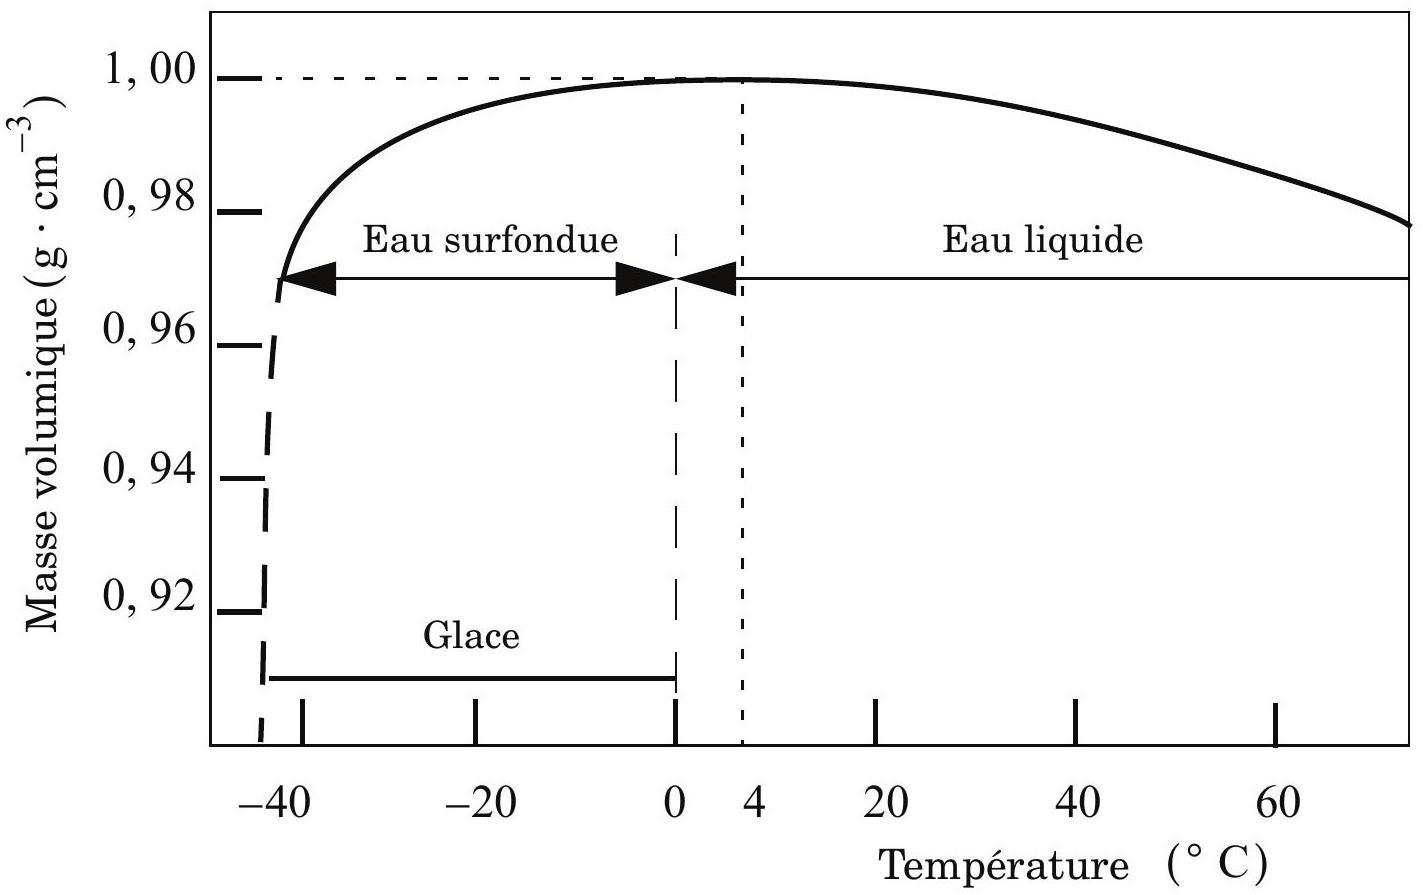 Masse volumique (g · cm⁻³)
1, 00
0, 98
0, 96
0, 94
0, 92
Eau surfondue
Eau liquide
Glace
−40
−20
0
4
20
40
60
Température (° C)